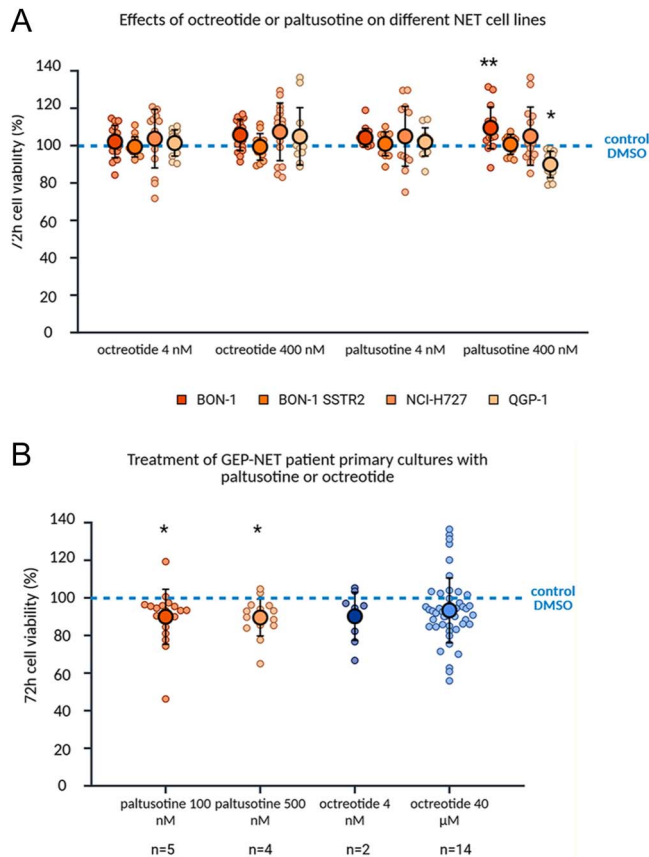 A
Effects of octreotide or paltusotine on different NET cell lines
140
120
100
80
60
40
20
0
/2h cell viability (%)
**
*
control
DMSO
octreotide 4 nM octreotide 400 nM paltusotine 4 nM paltusotine 400 nM
BON-1 BON-1 SSTR2 NCI-H727 QGP-1
B
Treatment of GEP-NET patient primary cultures with
paltusotine or octreotide
140
120
100
80
60
40
20
0
72h cell viability (%)
* *
control
DMSO
paltusotine 100 paltusotine 500 octreotide 4 octreotide 40
nM nM nM µM
n=5 n=4 n=2 n=14